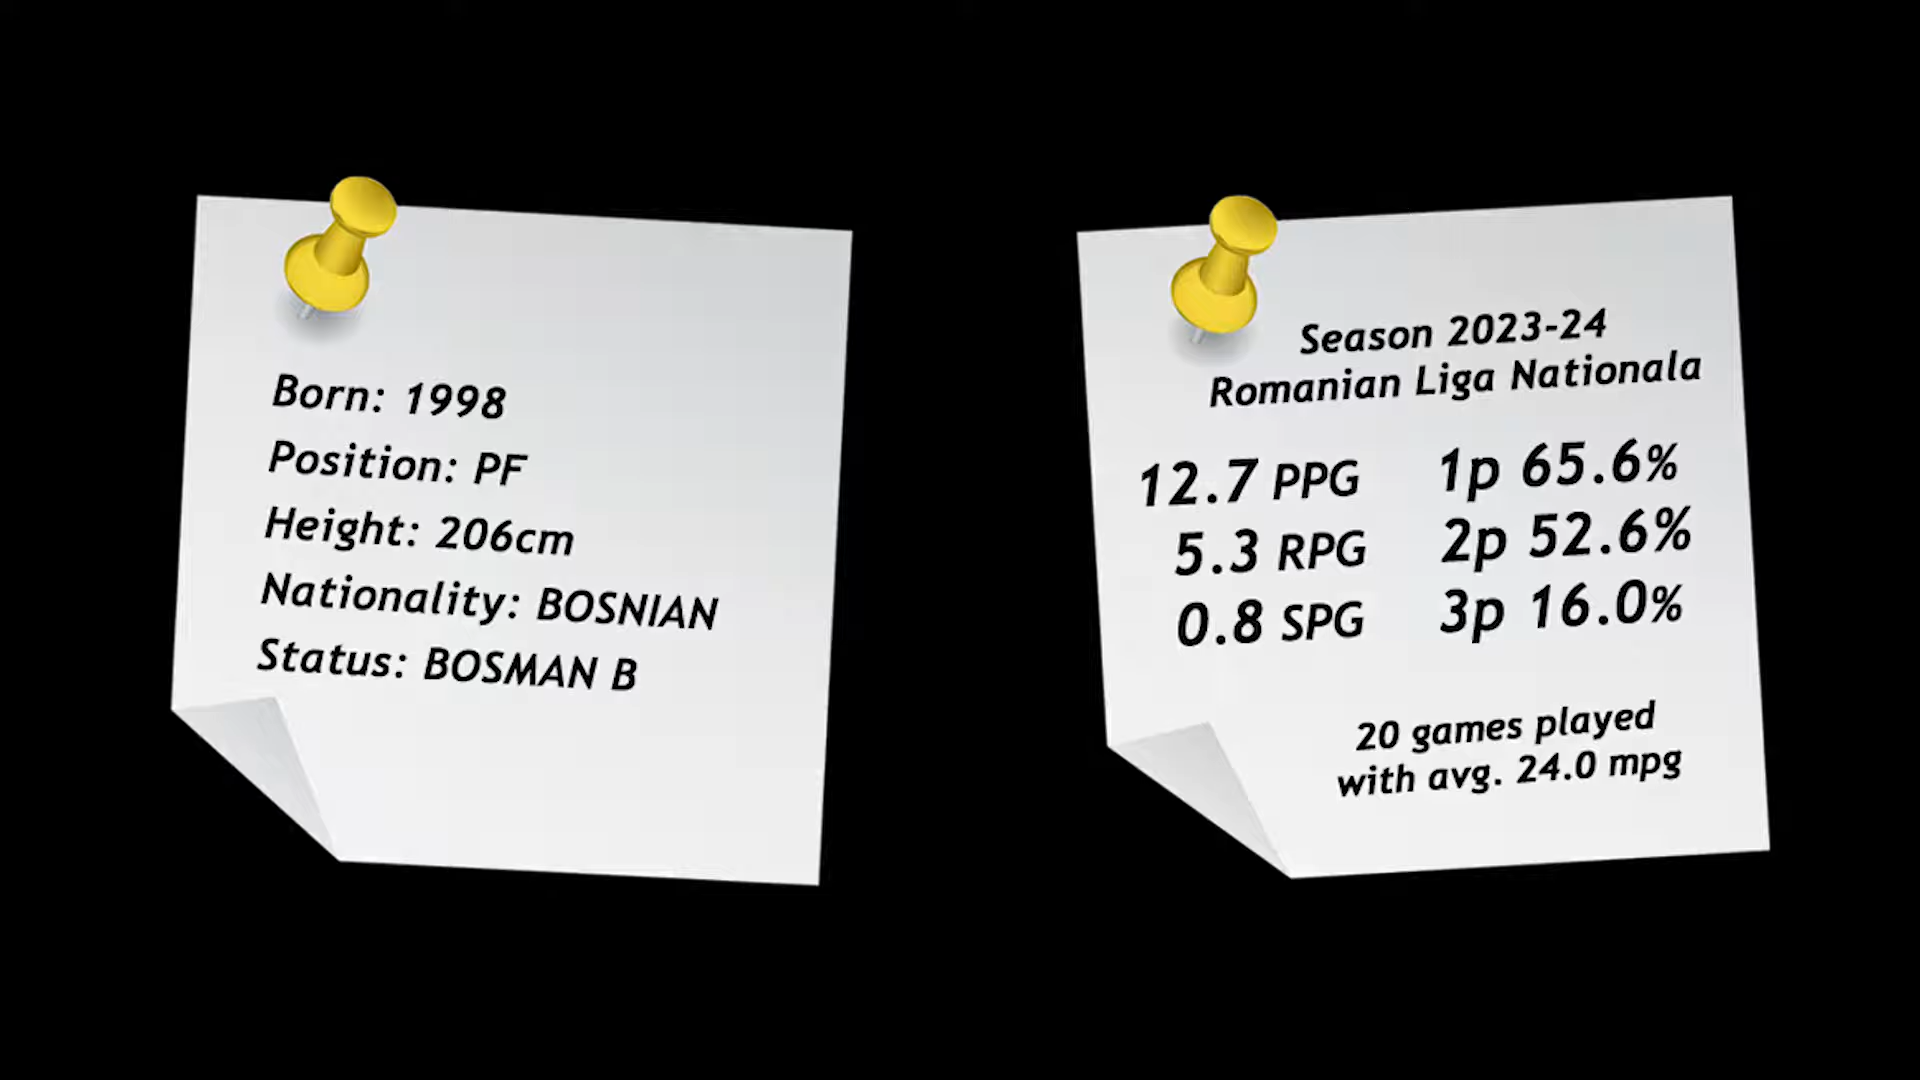 Born: 1998
Position: PF
Height: 206cm
Nationality: BOSNIAN
Status: BOSMAN B
Season 2023-24
Romanian Liga Nationala
12.7 PPG 1p 65.6%
5.3 RPG 2p 52.6%
0.8 SPG 3p 16.0%
20 games played
with avg. 24.0 mpg